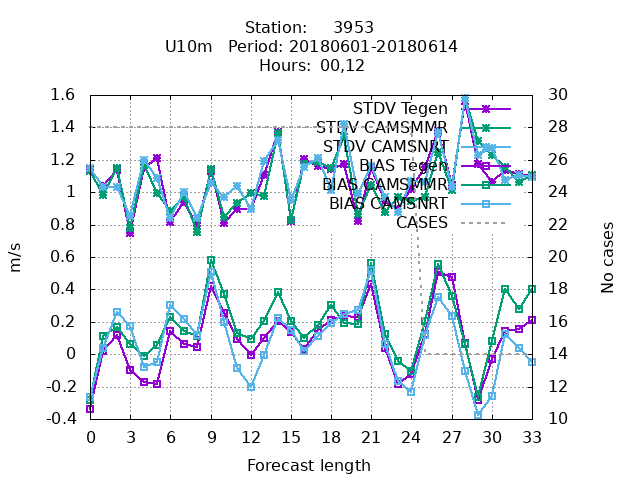 Station: 3953
U10m Period: 20180601-20180614
Hours: 00,12
1.6 30
STDV Tegen
1.4 28
STDV CAMSMMR
STDV CAMSNRT
1.2 26
BIAS Tegen
BIAS CAMSMMR
1 24
BIAS CAMSNRT
0.8 22
CASES
0.6 20
m/s
No cases
0.4 18
0.2 16
0 14
-0.2 12
-0.4 10
0 3 6 9 12 15 18 21 24 27 30 33
Forecast length